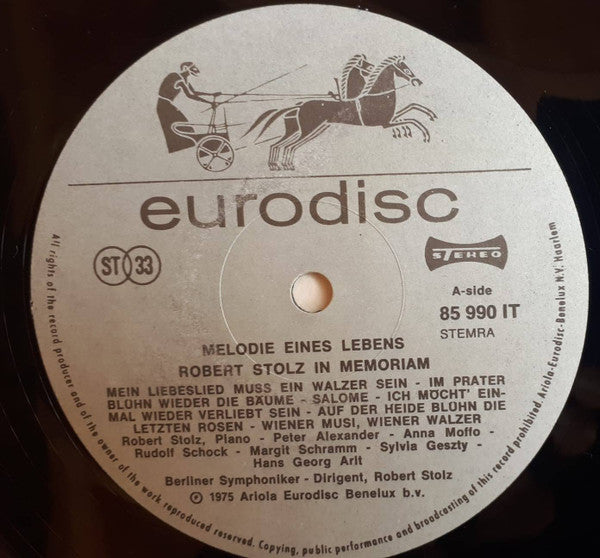 eurodisc
ST 33
STEREO
A-side
85 990 IT
STEMRA
MELODIE EINES LEBENS
ROBERT STOLZ IN MEMORIAM
MEIN LIEBESLIED MUSS EIN WALZER SEIN - IM PRATER
BLÜHN WIEDER DIE BÄUME - SALOME - ICH MÖCHT' EIN-
MAL WIEDER VERLIEBT SEIN - AUF DER HEIDE BLÜHN DIE
LETZTEN ROSEN - WIENER MUSI, WIENER WALZER
Robert Stolz, Piano - Peter Alexander - Anna Moffo -
Rudolf Schock - Margit Schramm - Sylvia Geszty -
Hans Georg Arlt
Berliner Symphoniker - Dirigent, Robert Stolz
℗ 1975 Ariola Eurodisc Benelux b.v.
All rights of the record producer and of the owner of the work reproduced reserved. Copying, public performance and broadcasting of this record prohibited. Ariola-Eurodisc-Benelux N.V. Haarlem